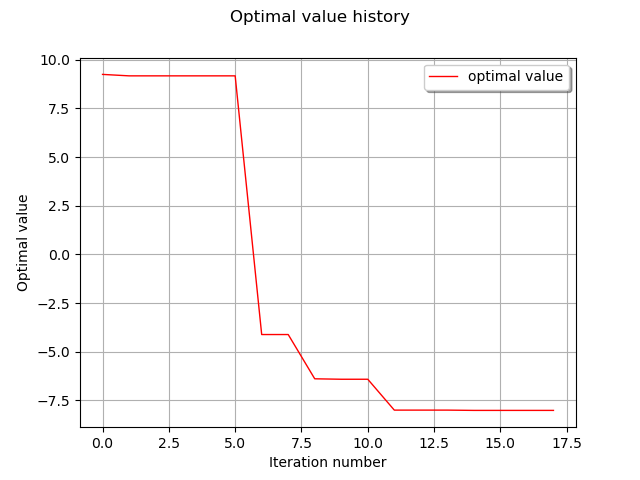 Optimal value history
optimal value
10.0
7.5
5.0
2.5
0.0
−2.5
−5.0
−7.5
Optimal value
0.0 2.5 5.0 7.5 10.0 12.5 15.0 17.5
Iteration number